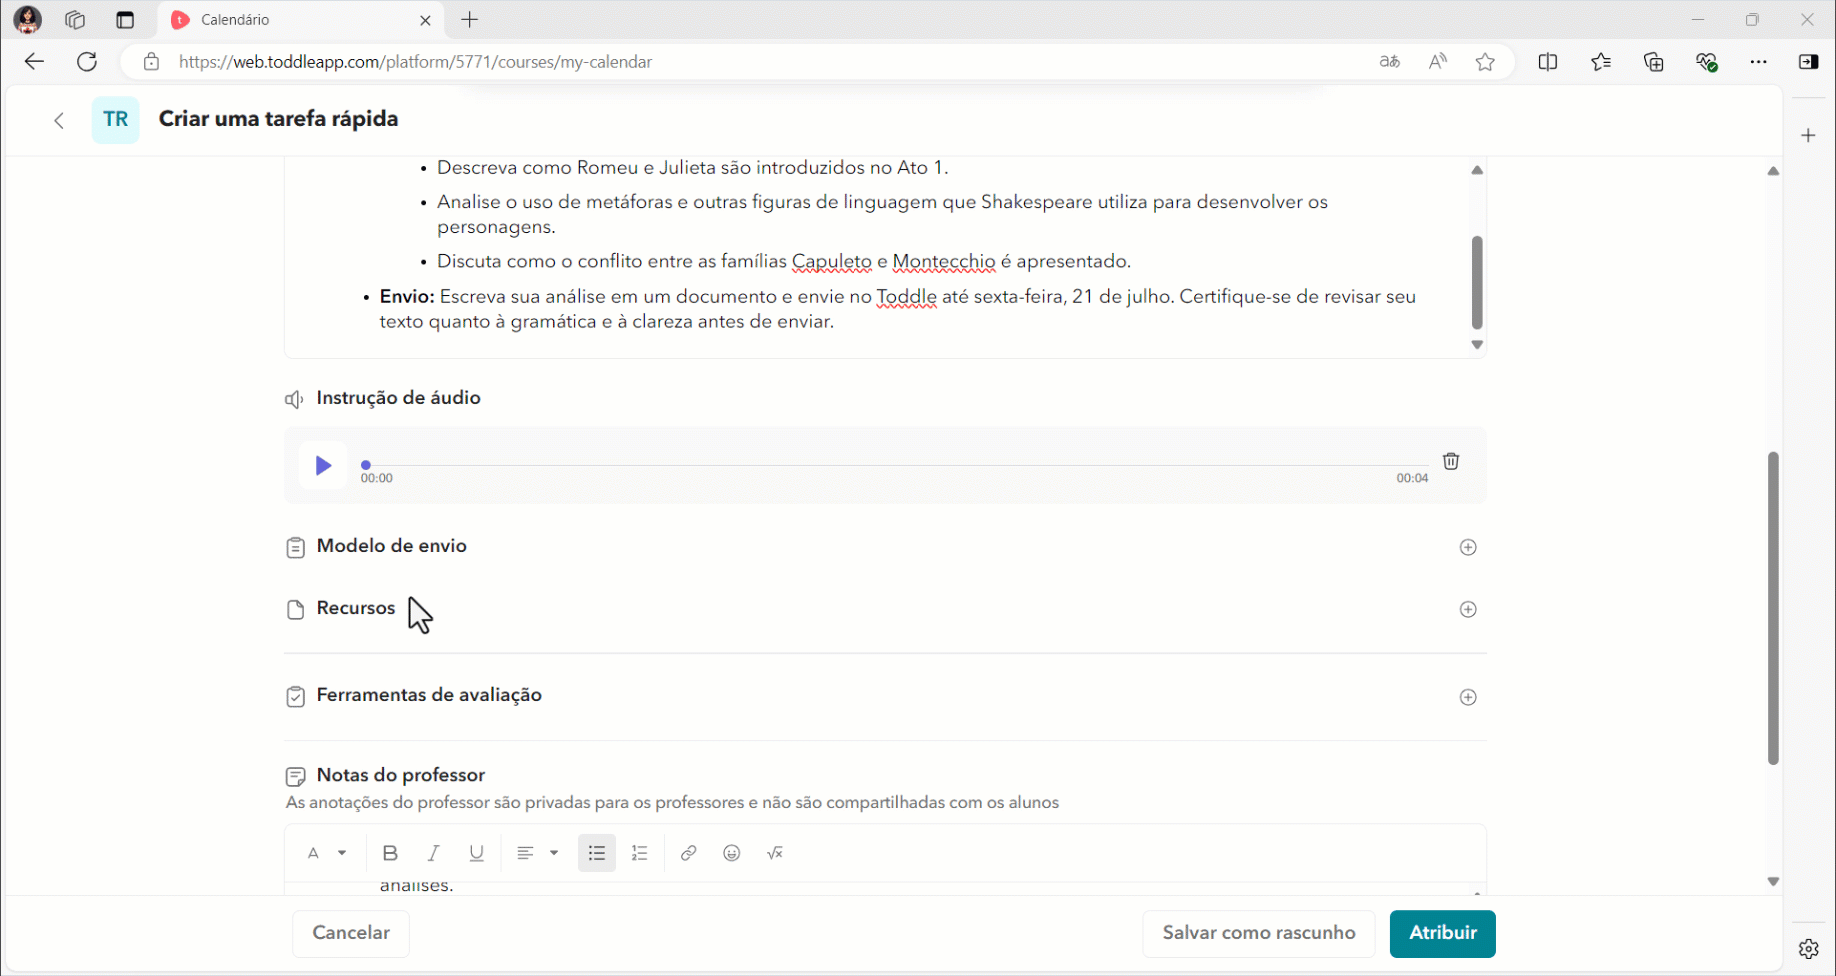 Calendário
https://web.toddleapp.com/platform/5771/courses/my-calendar
TR Criar uma tarefa rápida
• Descreva como Romeu e Julieta são introduzidos no Ato 1.
• Analise o uso de metáforas e outras figuras de linguagem que Shakespeare utiliza para desenvolver os
personagens.
• Discuta como o conflito entre as famílias Capuleto e Montecchio é apresentado.
• Envio: Escreva sua análise em um documento e envie no Toddle até sexta-feira, 21 de julho. Certifique-se de revisar seu
texto quanto à gramática e à clareza antes de enviar.
Instrução de áudio
00:00 00:04
Modelo de envio
Recursos
Ferramentas de avaliação
Notas do professor
As anotações do professor são privadas para os professores e não são compartilhadas com os alunos
análises.
Cancelar Salvar como rascunho Atribuir